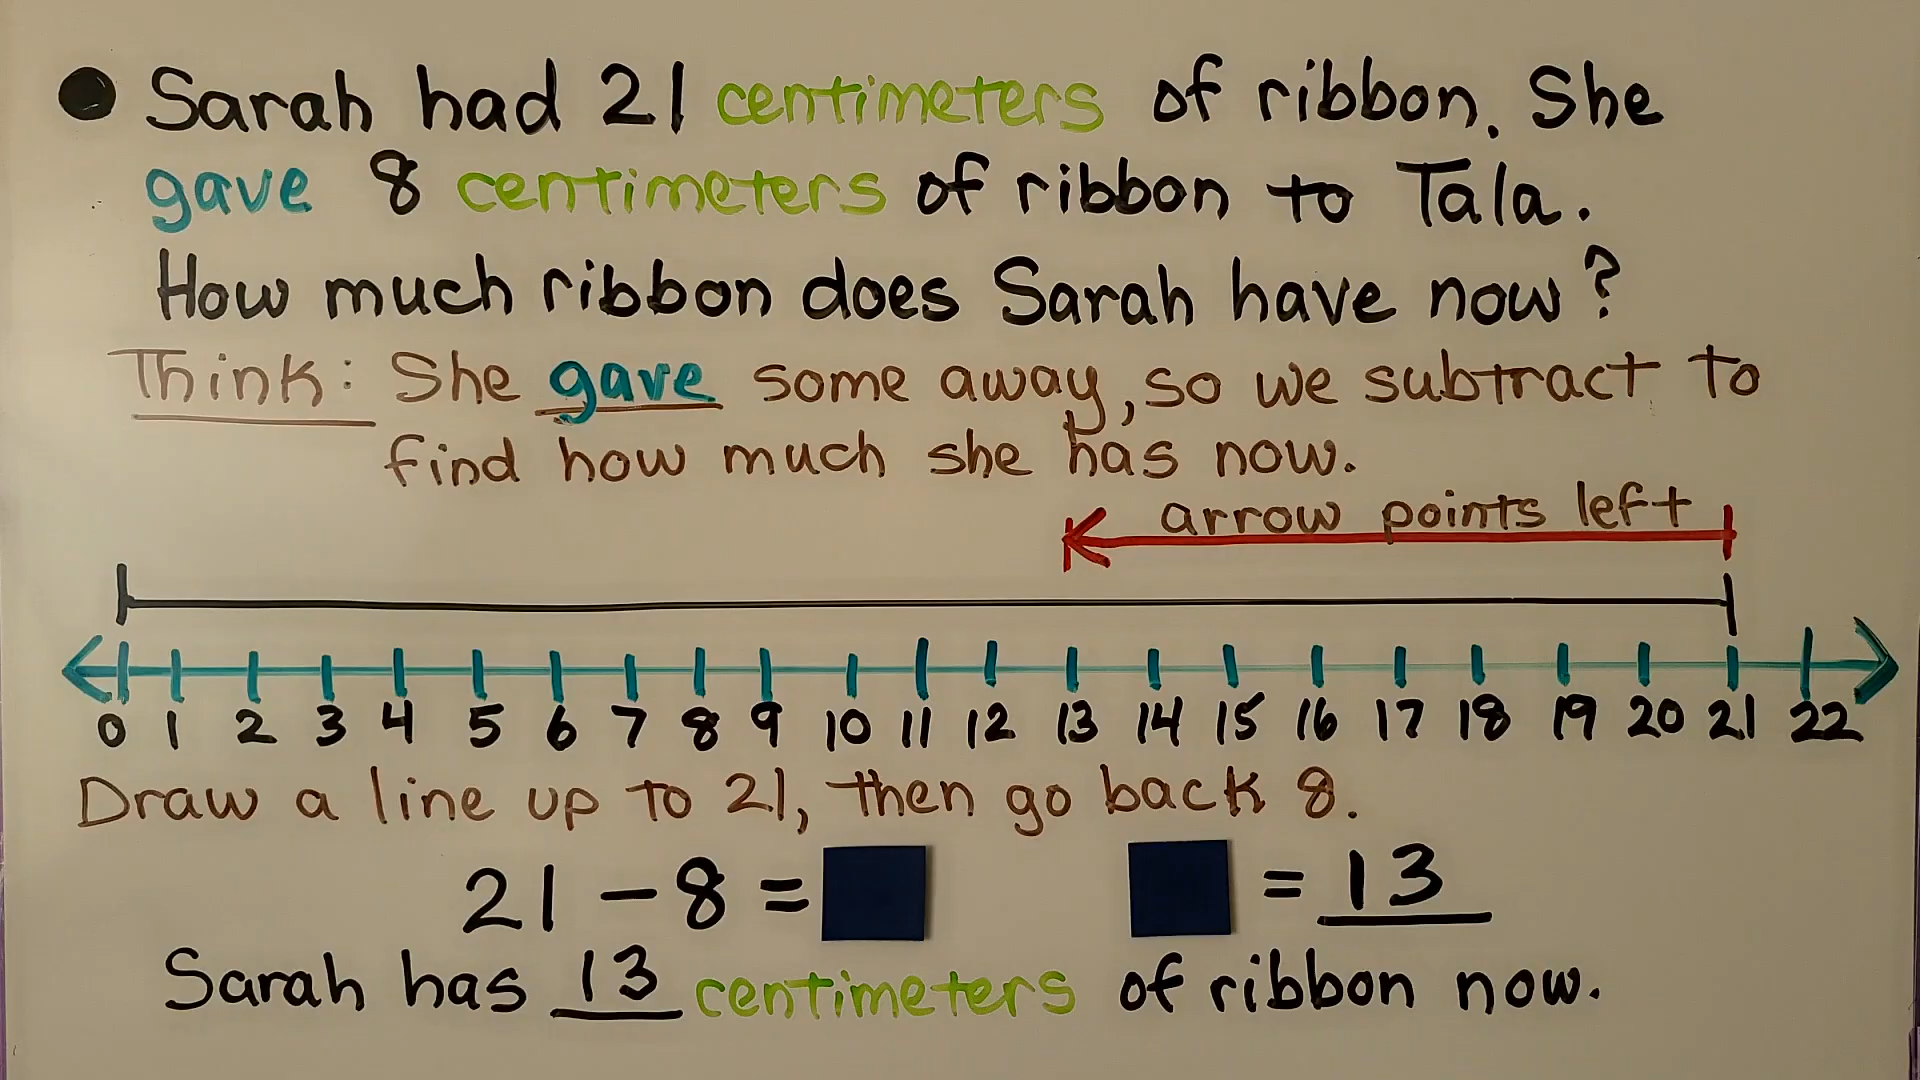 Sarah had 21 centimeters of ribbon. She
gave 8 centimeters of ribbon to Tala.
How much ribbon does Sarah have now?
Think: She gave some away, so we subtract to
find how much she has now.
arrow points left
0 1 2 3 4 5 6 7 8 9 10 11 12 13 14 15 16 17 18 19 20 21 22
Draw a line up to 21, then go back 8.
21 - 8 = = 13
Sarah has 13 centimeters of ribbon now.